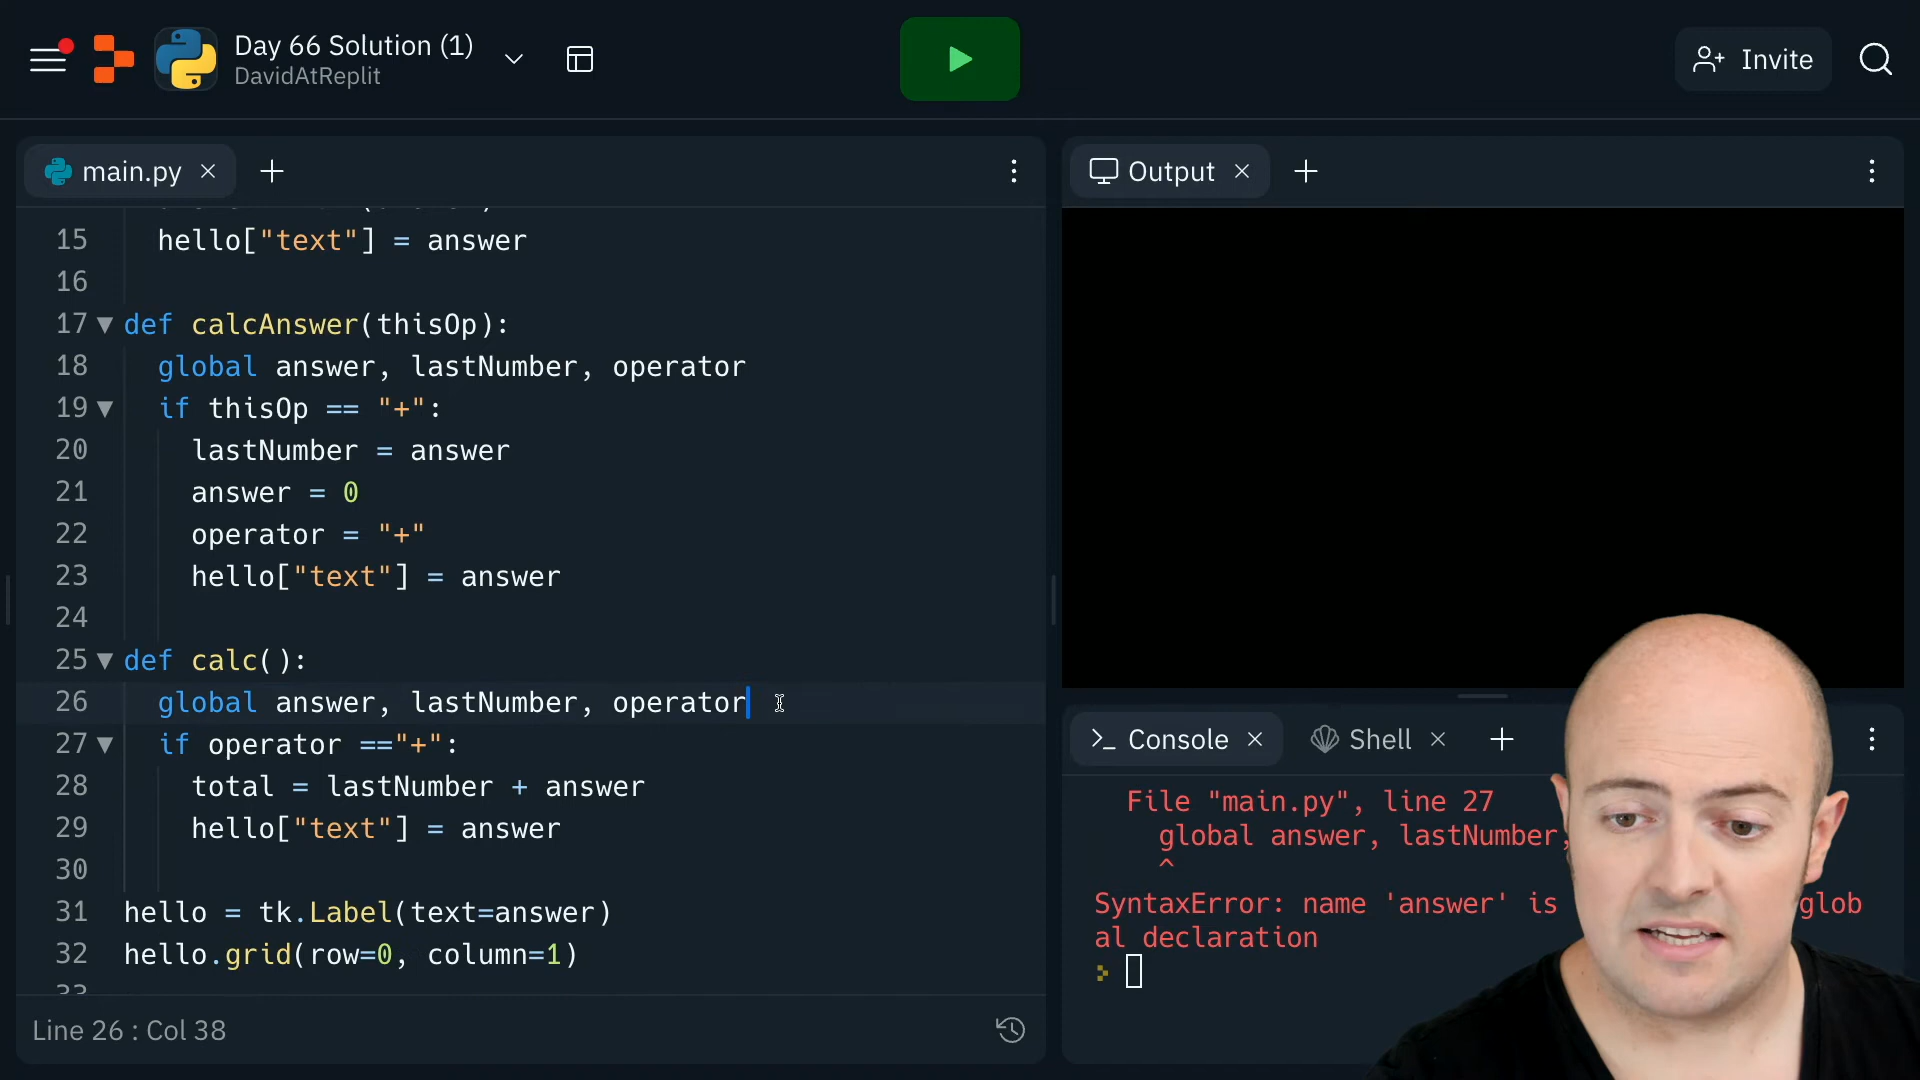 Day 66 Solution (1)
DavidAtReplit
Invite
main.py
Output
15 hello["text"] = answer
16
17 def calcAnswer(thisOp):
18 global answer, lastNumber, operator
19 if thisOp == "+":
20 lastNumber = answer
21 answer = 0
22 operator = "+"
23 hello["text"] = answer
24
25 def calc():
26 global answer, lastNumber, operator
27 if operator =="+":
28 total = lastNumber + answer
29 hello["text"] = answer
30
31 hello = tk.Label(text=answer)
32 hello.grid(row=0, column=1)
Line 26 : Col 38
Console
Shell
File "main.py", line 27
global answer, lastNumber,
^
SyntaxError: name 'answer' is glob
al declaration